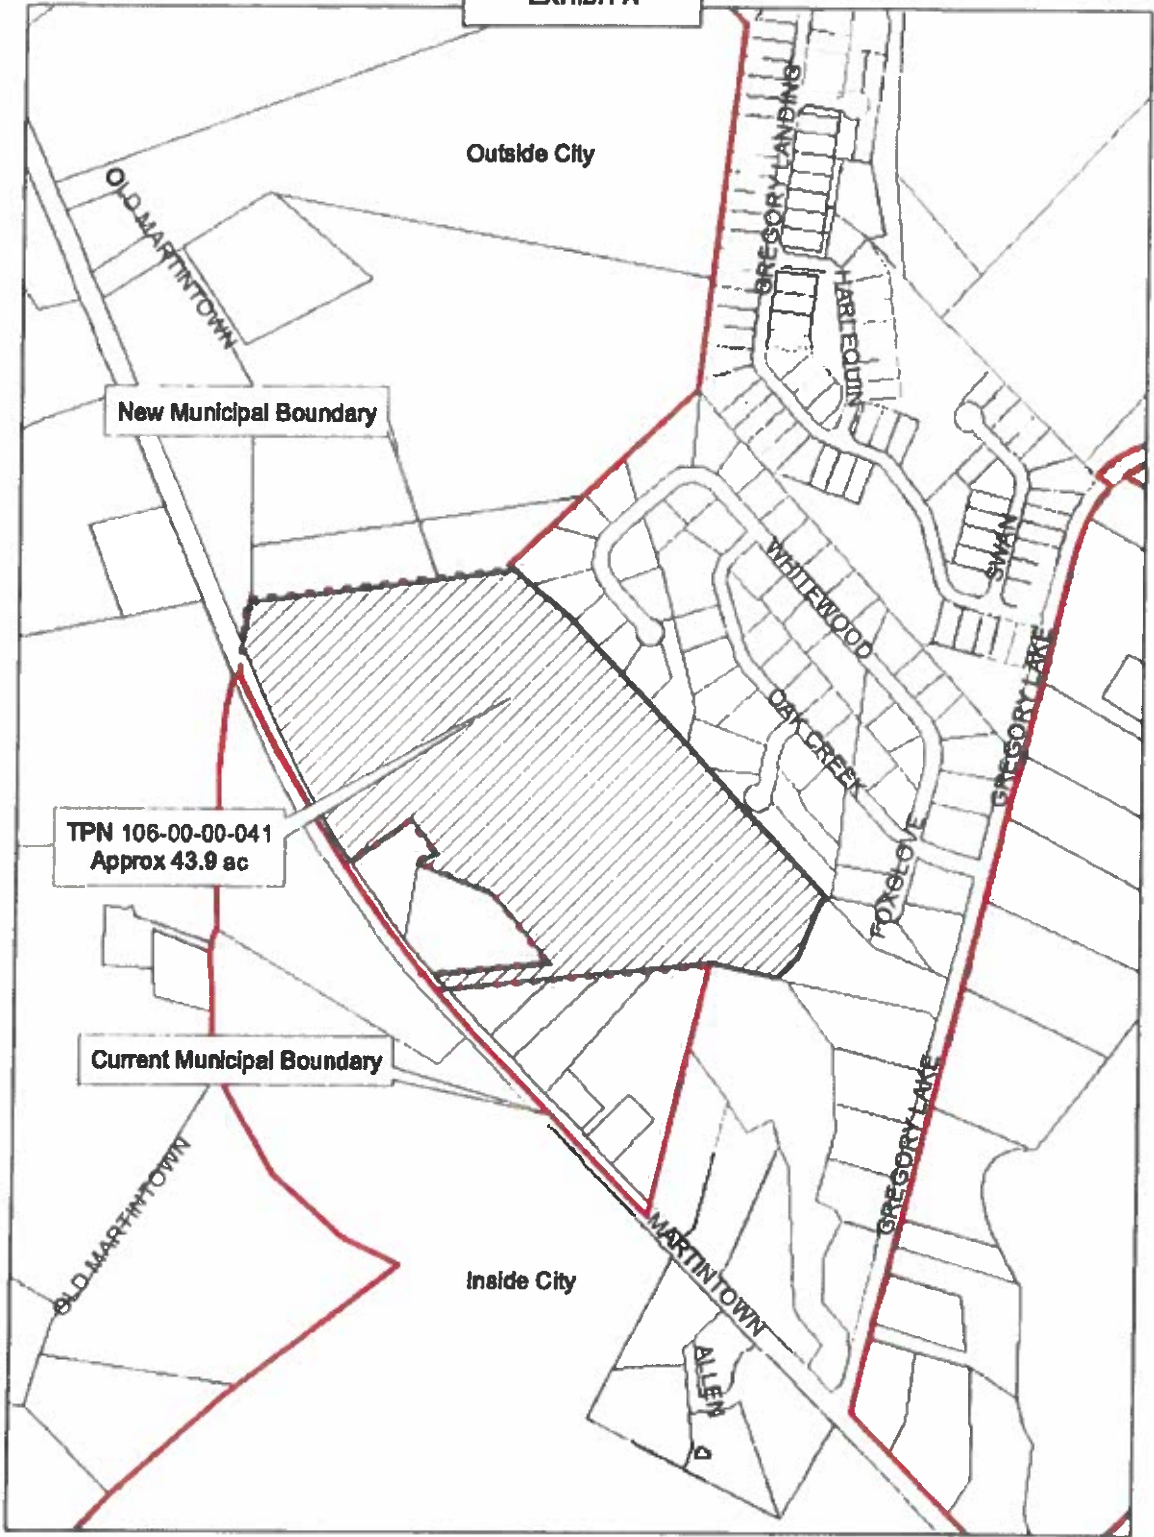 EXHIBIT A
Outside City
OLD MARTINTOWN
GREGORY LANDING
HARLEQUIN
New Municipal Boundary
SWAN
WHITEWOOD
GREGORY LAKE
OAK CREEK
TPN 106-00-00-041
Approx 43.9 ac
FOXGLOVE
Current Municipal Boundary
GREGORY LAKE
OLD MARTINTOWN
Inside City
MARTINTOWN
ALLEN
D